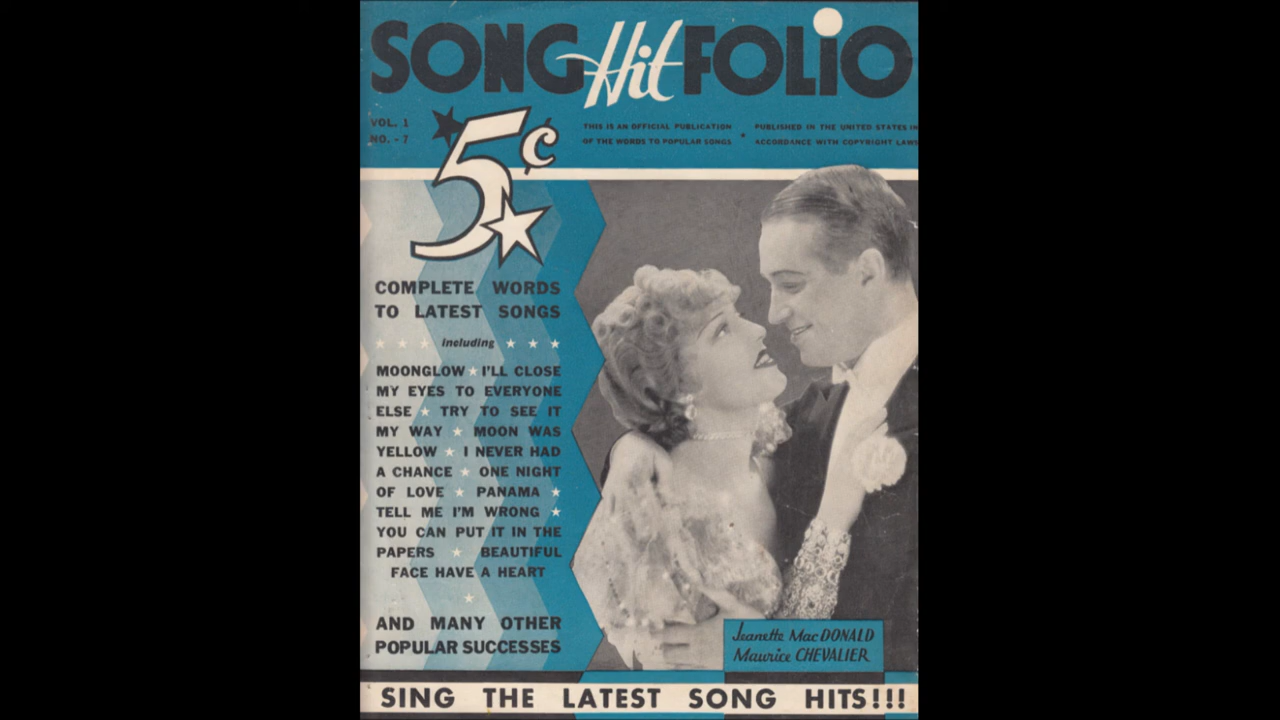 SONG Hit FOLIO
VOL. 1
NO. - 7
5¢
THIS IS AN OFFICIAL PUBLICATION
OF THE WORDS TO POPULAR SONGS
PUBLISHED IN THE UNITED STATES IN
ACCORDANCE WITH COPYRIGHT LAWS
COMPLETE WORDS
TO LATEST SONGS
★ ★ ★ including ★ ★ ★
MOONGLOW ★ I'LL CLOSE
MY EYES TO EVERYONE
ELSE ★ TRY TO SEE IT
MY WAY ★ MOON WAS
YELLOW ★ I NEVER HAD
A CHANCE ★ ONE NIGHT
OF LOVE ★ PANAMA ★
TELL ME I'M WRONG ★
YOU CAN PUT IT IN THE
PAPERS ★ BEAUTIFUL
FACE HAVE A HEART
★
AND MANY OTHER
POPULAR SUCCESSES
Jeanette MacDONALD
Maurice CHEVALIER
SING THE LATEST SONG HITS!!!